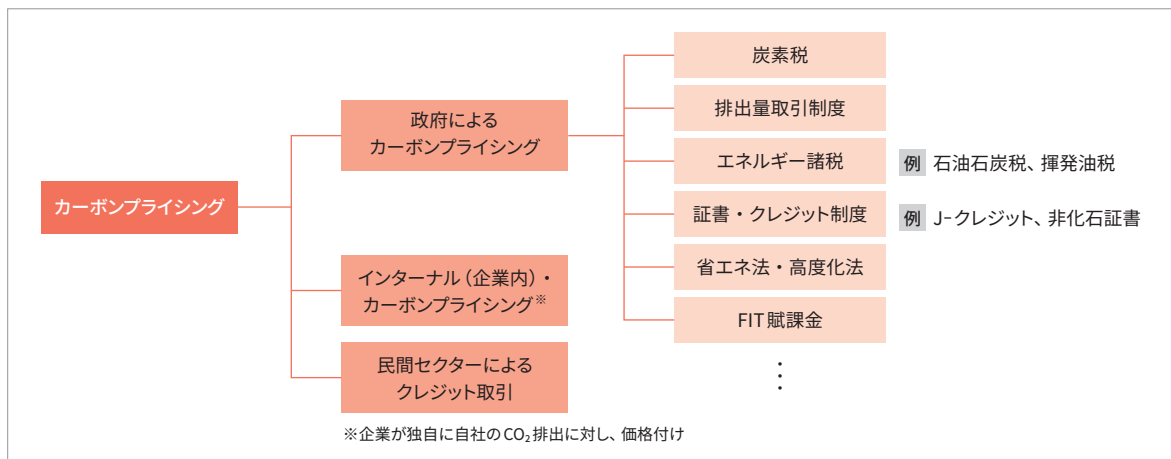 カーボンプライシング
政府による
カーボンプライシング
炭素税
排出量取引制度
エネルギー諸税
例 石油石炭税、揮発油税
証書・クレジット制度
例 J-クレジット、非化石証書
省エネ法・高度化法
FIT賦課金
インターナル（企業内）・
カーボンプライシング※
民間セクターによる
クレジット取引
※企業が独自に自社のCO₂排出に対し、価格付け